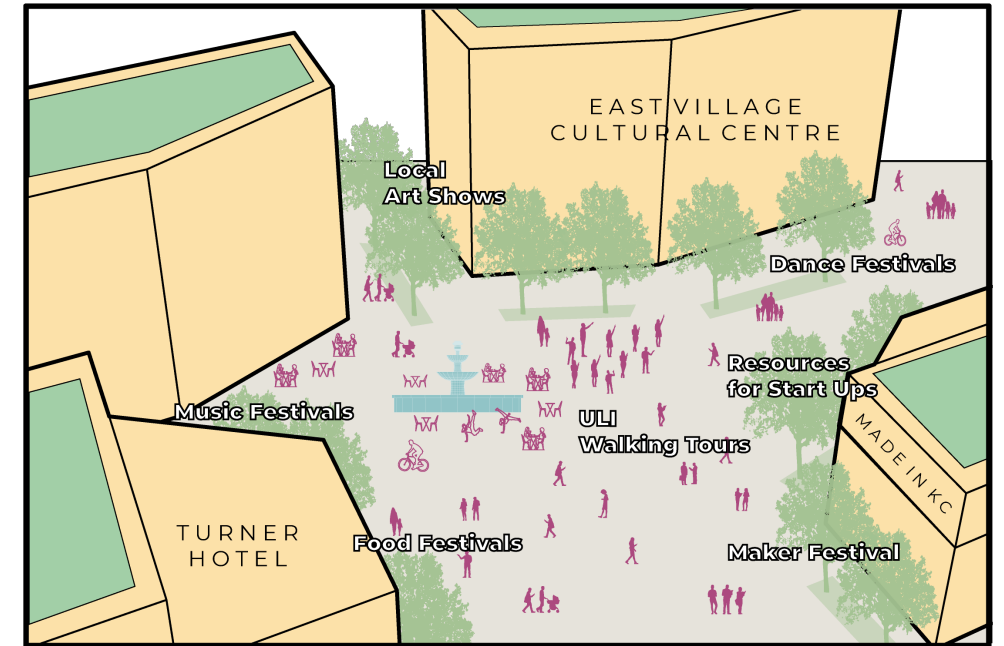 EAST VILLAGE
CULTURAL CENTRE
Local
Art Shows
Dance Festivals
Resources
for Start Ups
Music Festivals
ULI
Walking Tours
MADE IN KC
TURNER
HOTEL
Food Festivals
Maker Festival